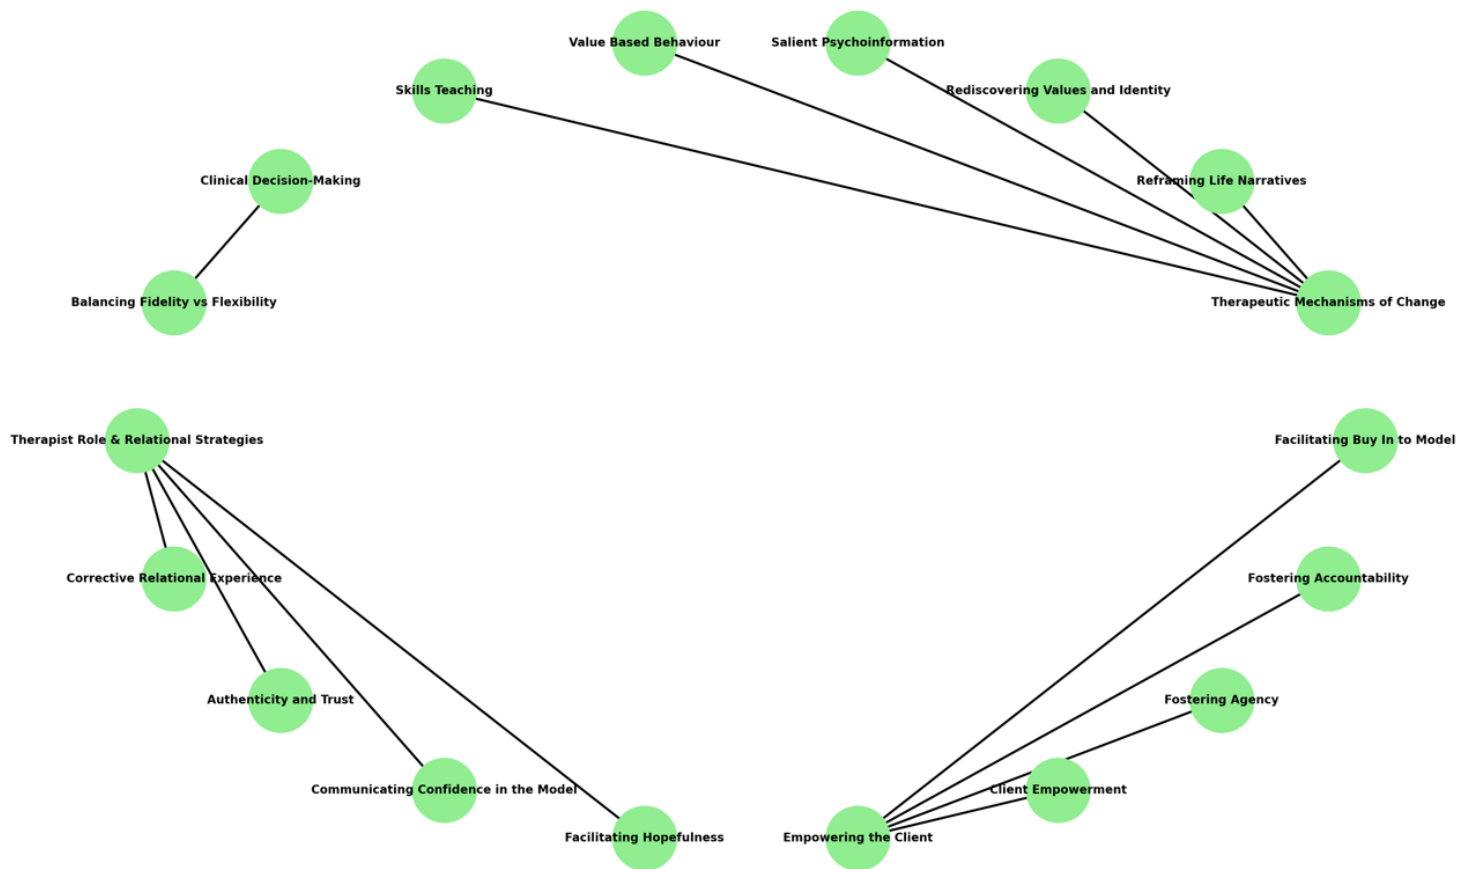 Value Based Behaviour
Salient Psychoinformation
Skills Teaching
Rediscovering Values and Identity
Clinical Decision-Making
Reframing Life Narratives
Balancing Fidelity vs Flexibility
Therapeutic Mechanisms of Change
Therapist Role & Relational Strategies
Facilitating Buy In to Model
Corrective Relational Experience
Fostering Accountability
Authenticity and Trust
Fostering Agency
Communicating Confidence in the Model
Client Empowerment
Facilitating Hopefulness
Empowering the Client